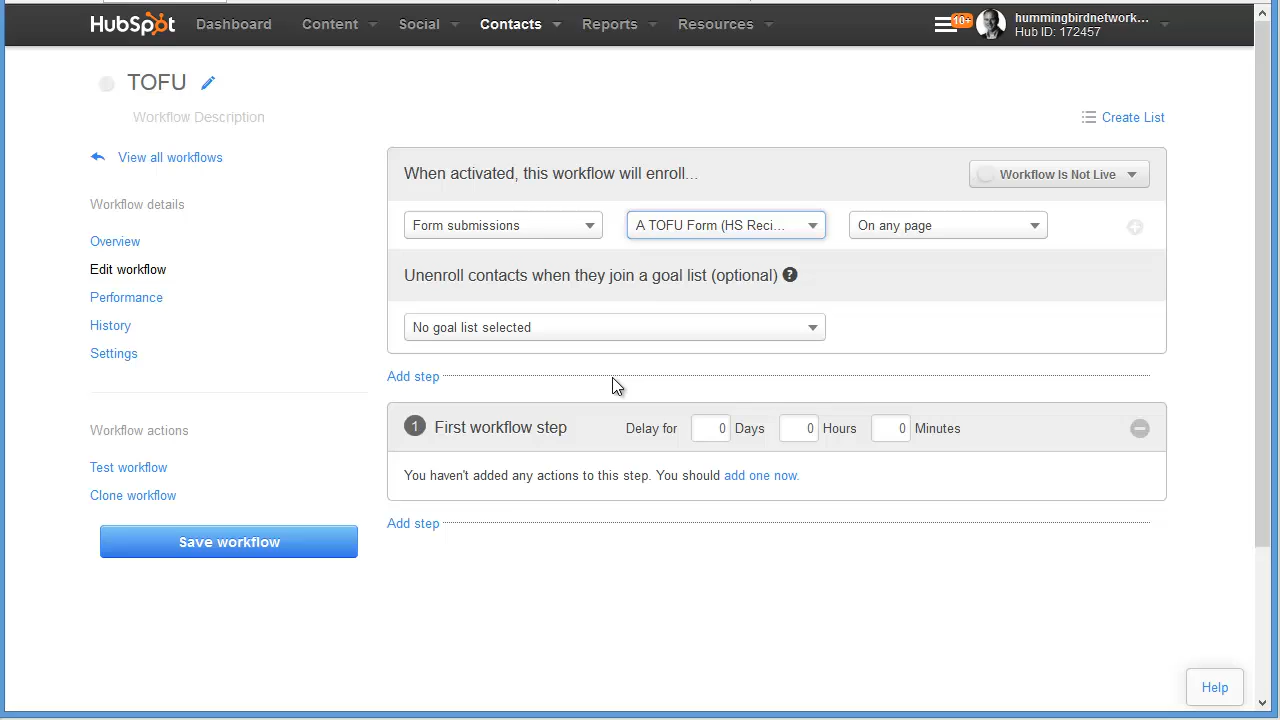 HubSpot Dashboard Content Social Contacts Reports Resources 10+ hummingbirdnetwork...
Hub ID: 172457
TOFU
Workflow Description
Create List
View all workflows
Workflow details
Overview
Edit workflow
Performance
History
Settings
Workflow actions
Test workflow
Clone workflow
Save workflow
When activated, this workflow will enroll...
Workflow Is Not Live
Form submissions
A TOFU Form (HS Reci...
On any page
Unenroll contacts when they join a goal list (optional) ?
No goal list selected
Add step
1 First workflow step Delay for 0 Days 0 Hours 0 Minutes
You haven't added any actions to this step. You should add one now.
Add step
Help